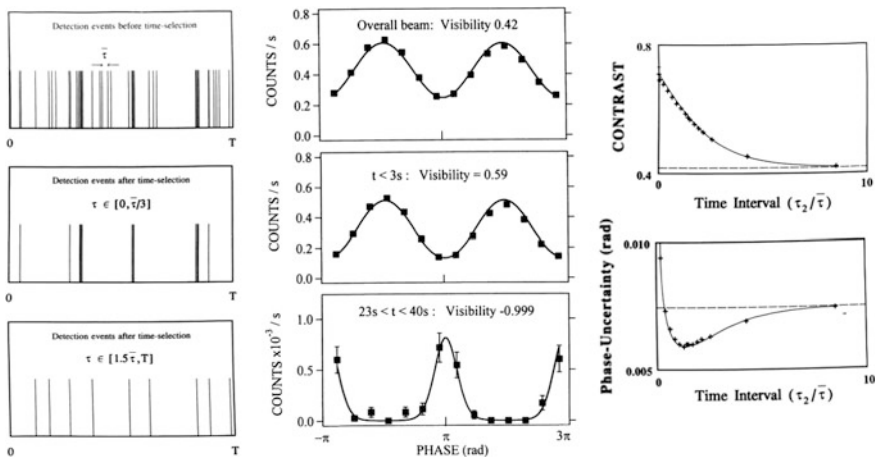 Detection events before time-selection
τ̄
0
T
Detection events after time-selection
τ ∈ [0, τ̄/3]
0
T
Detection events after time-selection
τ ∈ [1.5τ̄, T]
0
T
Overall beam: Visibility 0.42
COUNTS / s
0.8
0.6
0.4
0.2
0.0
t < 3s : Visibility = 0.59
COUNTS / s
0.8
0.6
0.4
0.2
0.0
23s < t < 40s : Visibility -0.999
COUNTS x10⁻³ / s
1.0
0.5
0.0
−π
π
3π
PHASE (rad)
CONTRAST
0.8
0.4
0
10
Time Interval (τ₂/τ̄)
Phase-Uncertainty (rad)
0.010
0.005
0
10
Time Interval (τ₂/τ̄)